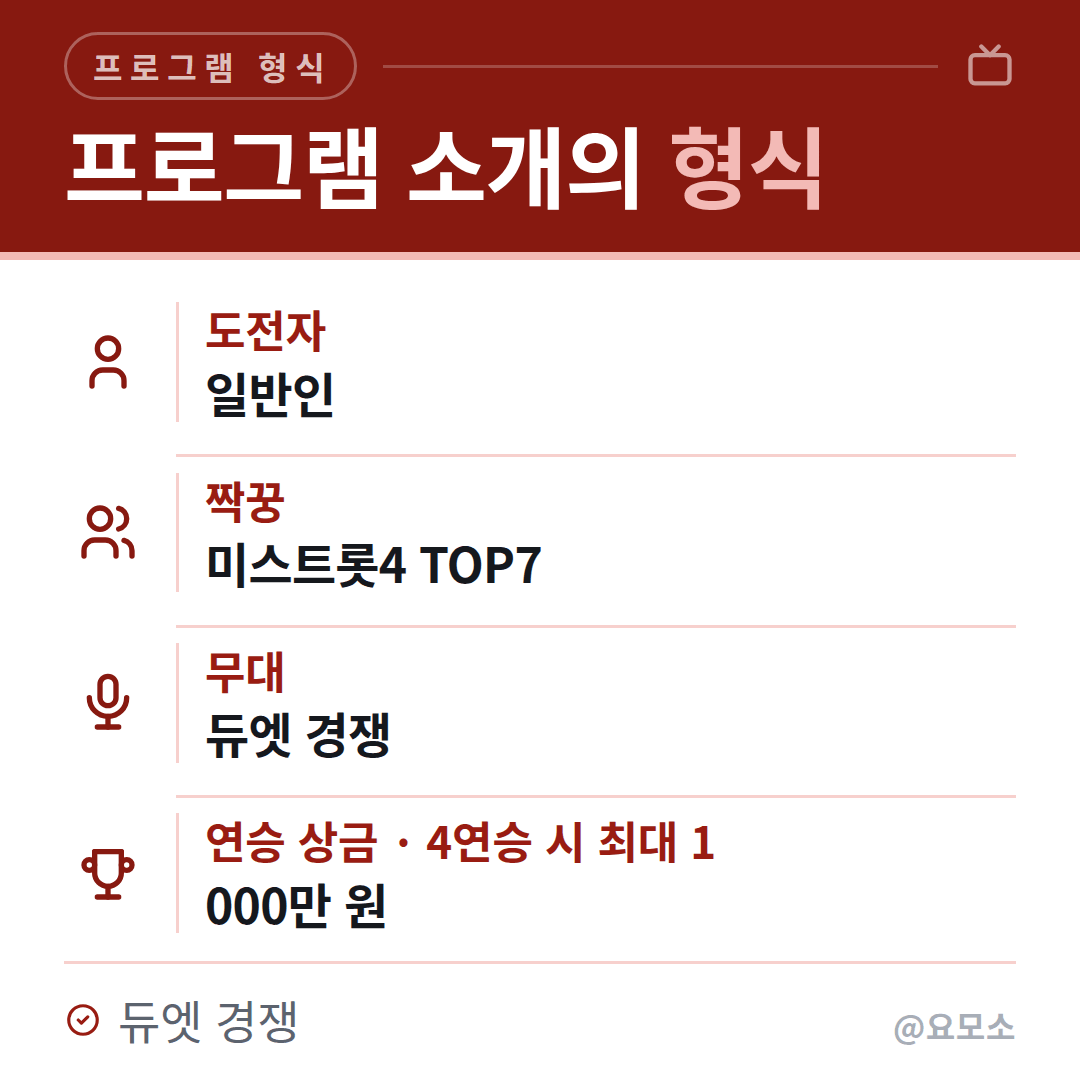 프로그램 형식
프로그램 소개의 형식
도전자
일반인
짝꿍
미스트롯4 TOP7
무대
듀엣 경쟁
연승 상금 · 4연승 시 최대 1
000만 원
듀엣 경쟁
@요모소